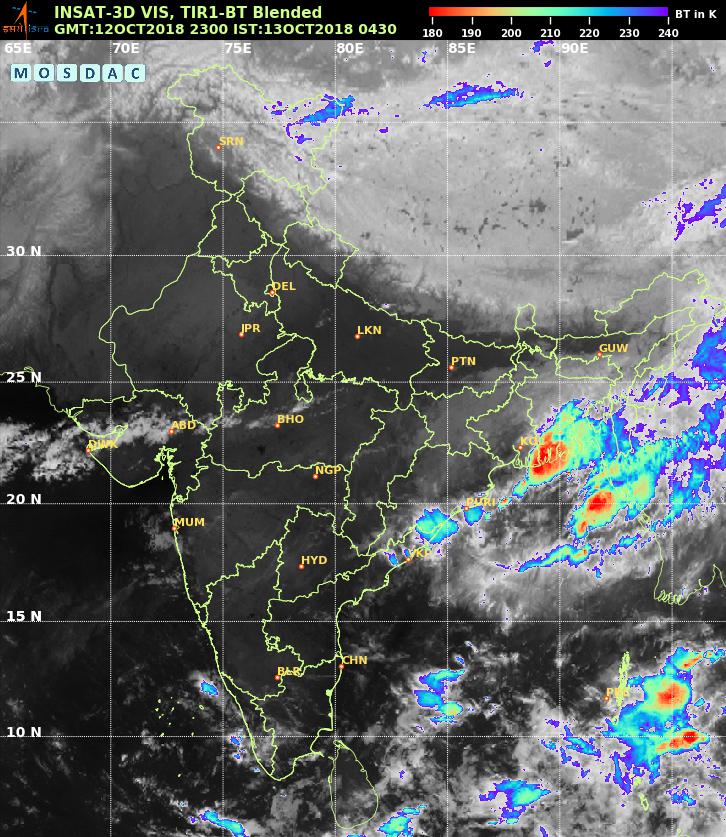 INSAT-3D VIS, TIR1-BT Blended
GMT:12OCT2018 2300 IST:13OCT2018 0430
BT in K
180 190 200 210 220 230 240
65E 70E 75E 80E 85E 90E
M O S D A C
SRN
30 N
DEL
JPR LKN GUW
PTN
25 N
BHO
ABD
DWK KOL
NGP
20 N PURI
MUM
VKP
HYD
15 N
CHN
BLR
PBR
10 N